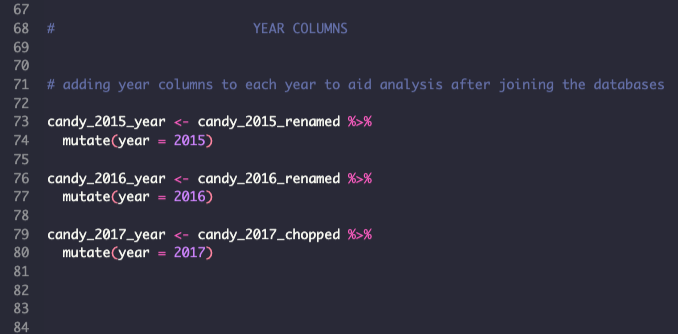 67
68 # YEAR COLUMNS
69
70
71 # adding year columns to each year to aid analysis after joining the databases
72
73 candy_2015_year <- candy_2015_renamed %>%
74 mutate(year = 2015)
75
76 candy_2016_year <- candy_2016_renamed %>%
77 mutate(year = 2016)
78
79 candy_2017_year <- candy_2017_chopped %>%
80 mutate(year = 2017)
81
82
83
84